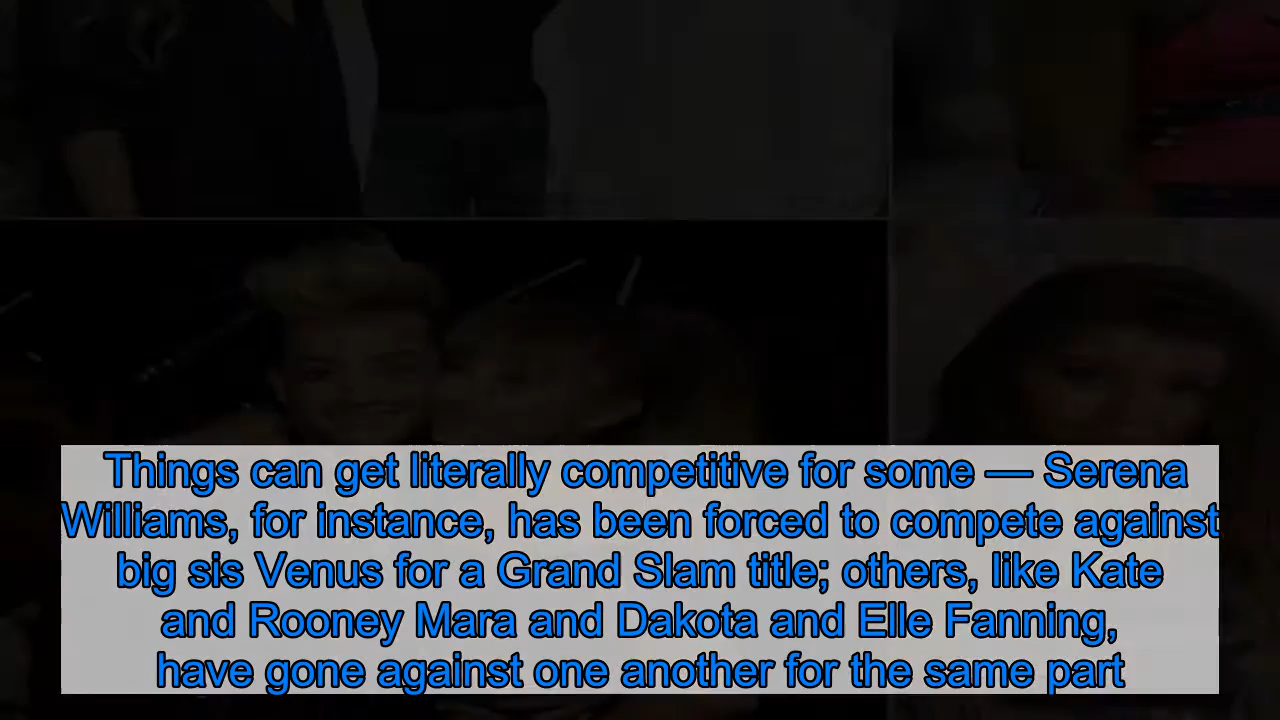 Things can get literally competitive for some — Serena
Williams, for instance, has been forced to compete against
big sis Venus for a Grand Slam title; others, like Kate
and Rooney Mara and Dakota and Elle Fanning,
have gone against one another for the same part